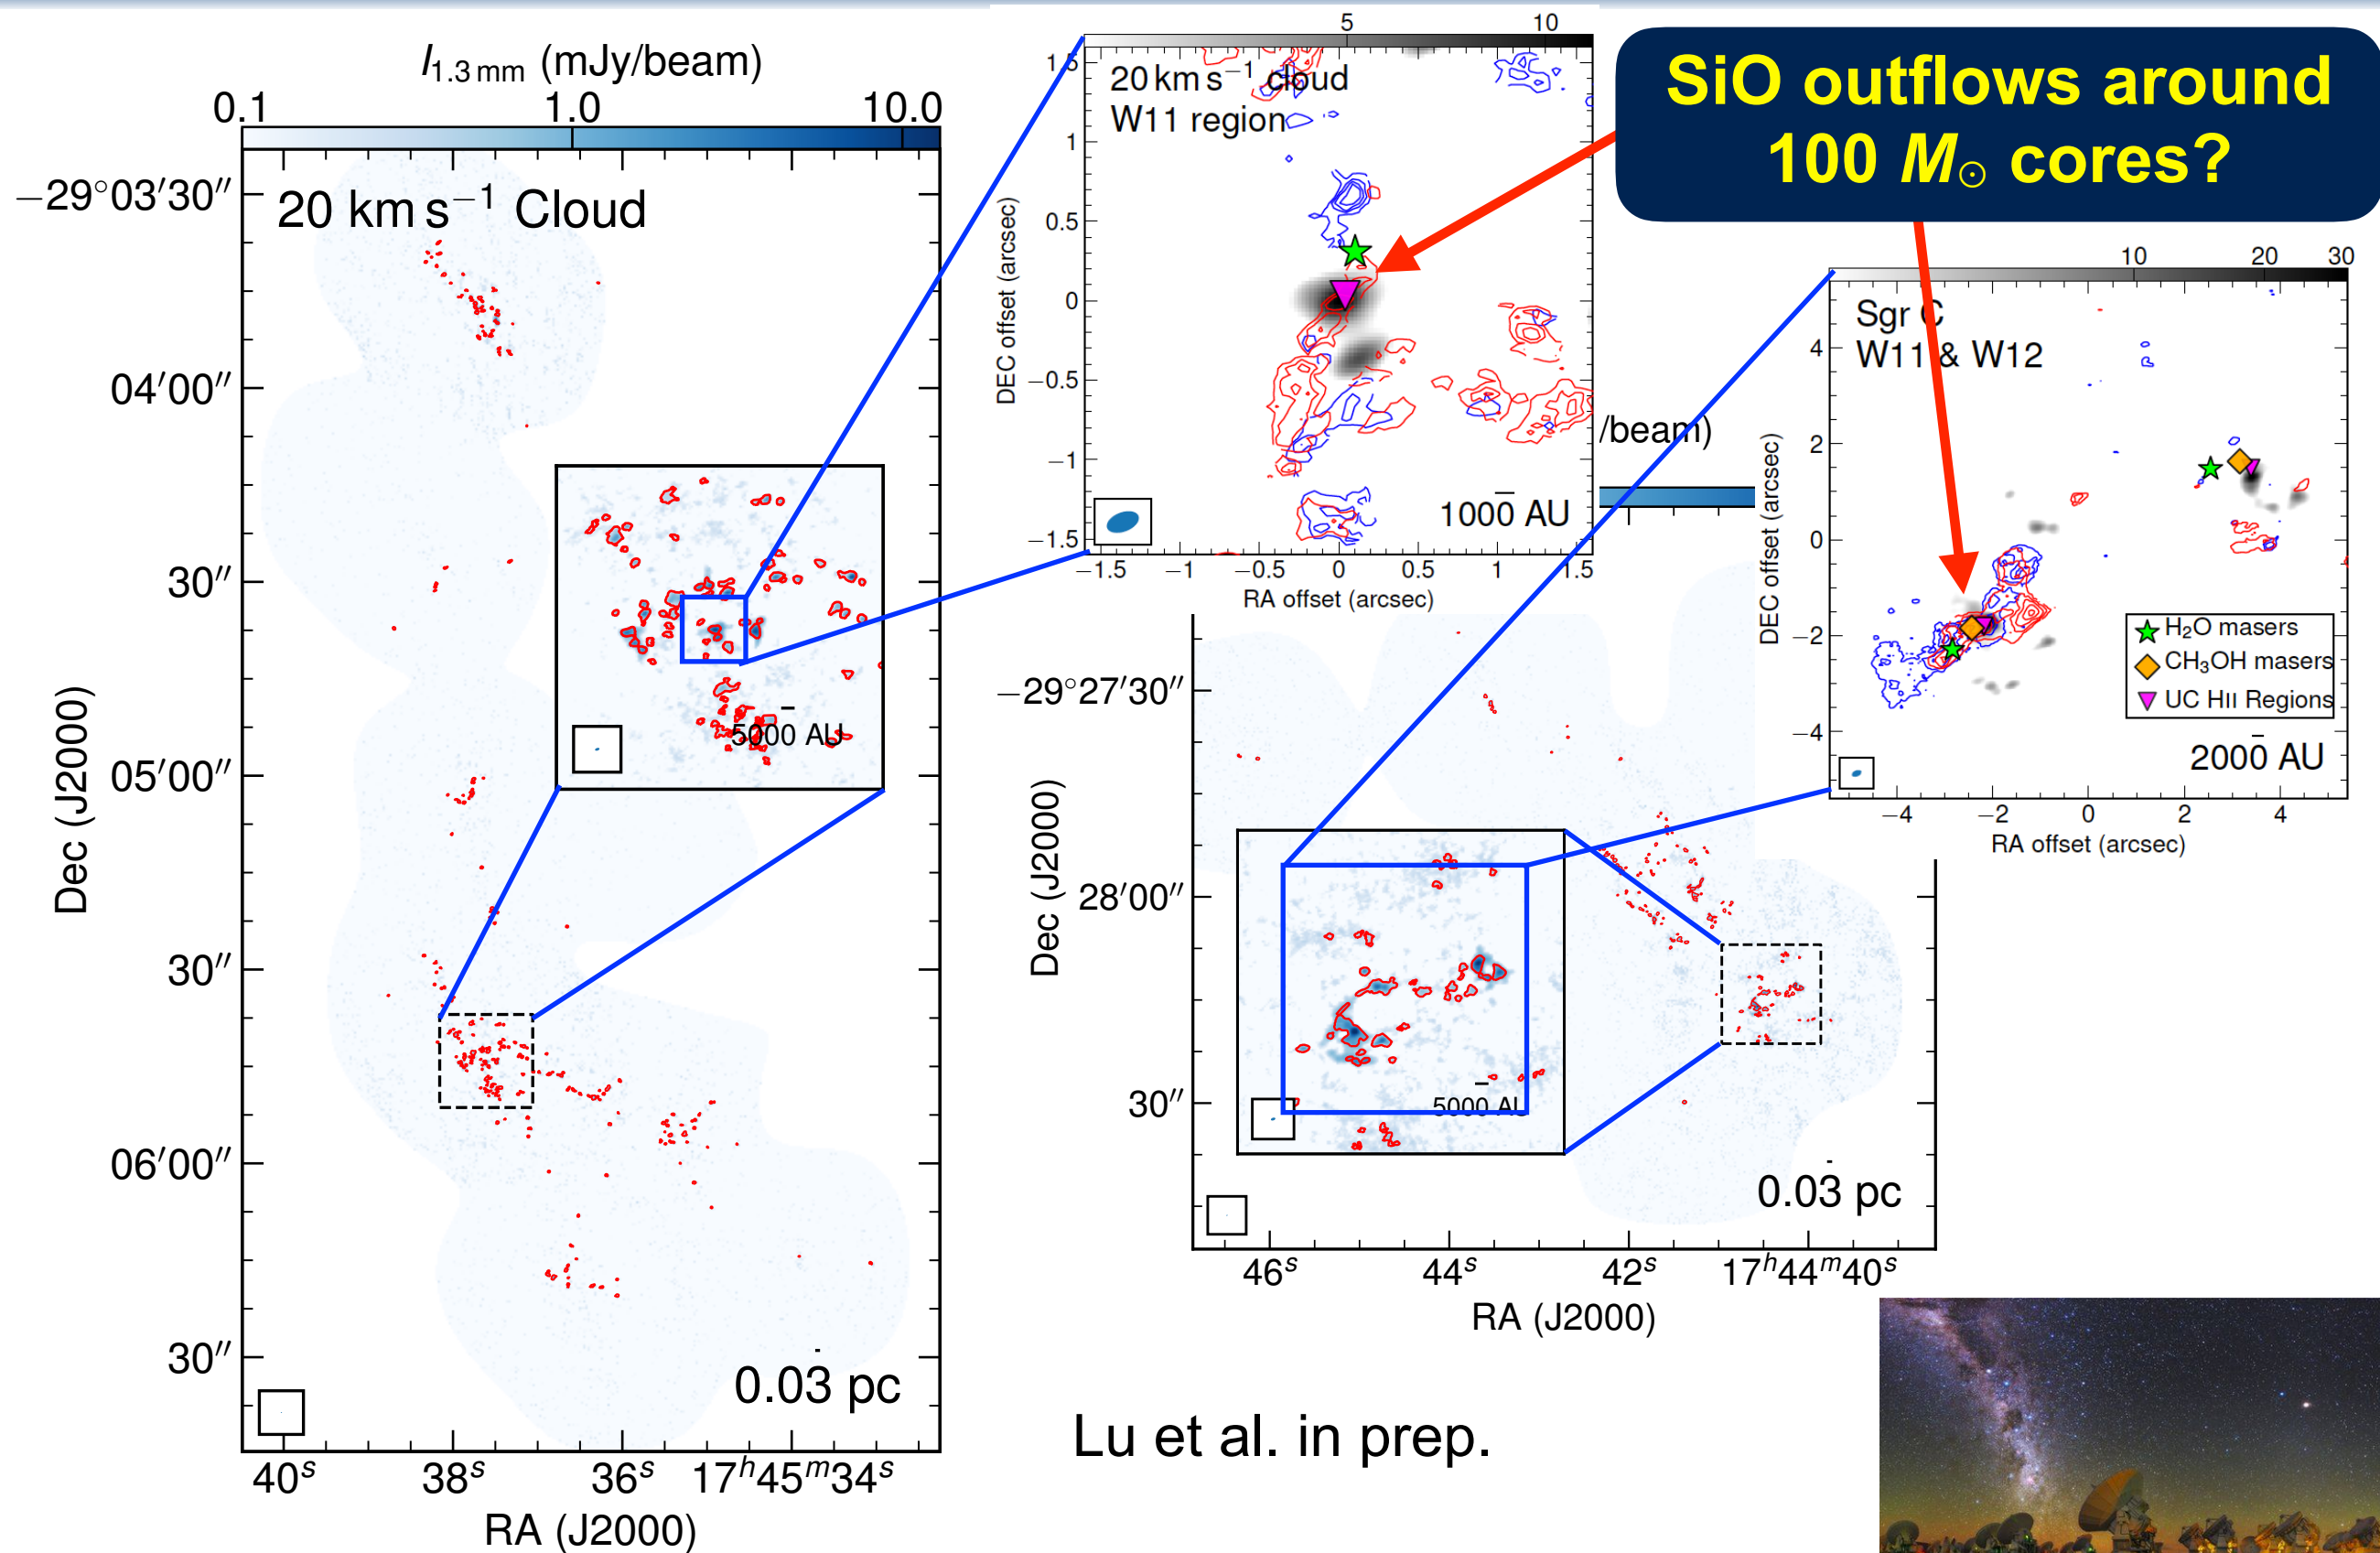 I1.3 mm (mJy/beam)
0.1 1.0 10.0
20 km s−1 Cloud
−29°03′30″
04′00″
30″
05′00″
30″
06′00″
30″
Dec (J2000)
5000 AU
0.03 pc
40s 38s 36s 17h45m34s
RA (J2000)
5 10
20 km s−1 cloud
W11 region
1.5
1
0.5
0
−0.5
−1
−1.5
DEC offset (arcsec)
1000 AU
−1.5 −1 −0.5 0 0.5 1 1.5
RA offset (arcsec)
SiO outflows around
100 M☉ cores?
/beam)
10 20 30
Sgr C
W11 & W12
4
2
0
−2
−4
DEC offset (arcsec)
H2O masers
CH3OH masers
UC HII Regions
2000 AU
−4 −2 0 2 4
RA offset (arcsec)
−29°27′30″
28′00″
30″
Dec (J2000)
5000 AU
0.03 pc
46s 44s 42s 17h44m40s
RA (J2000)
Lu et al. in prep.